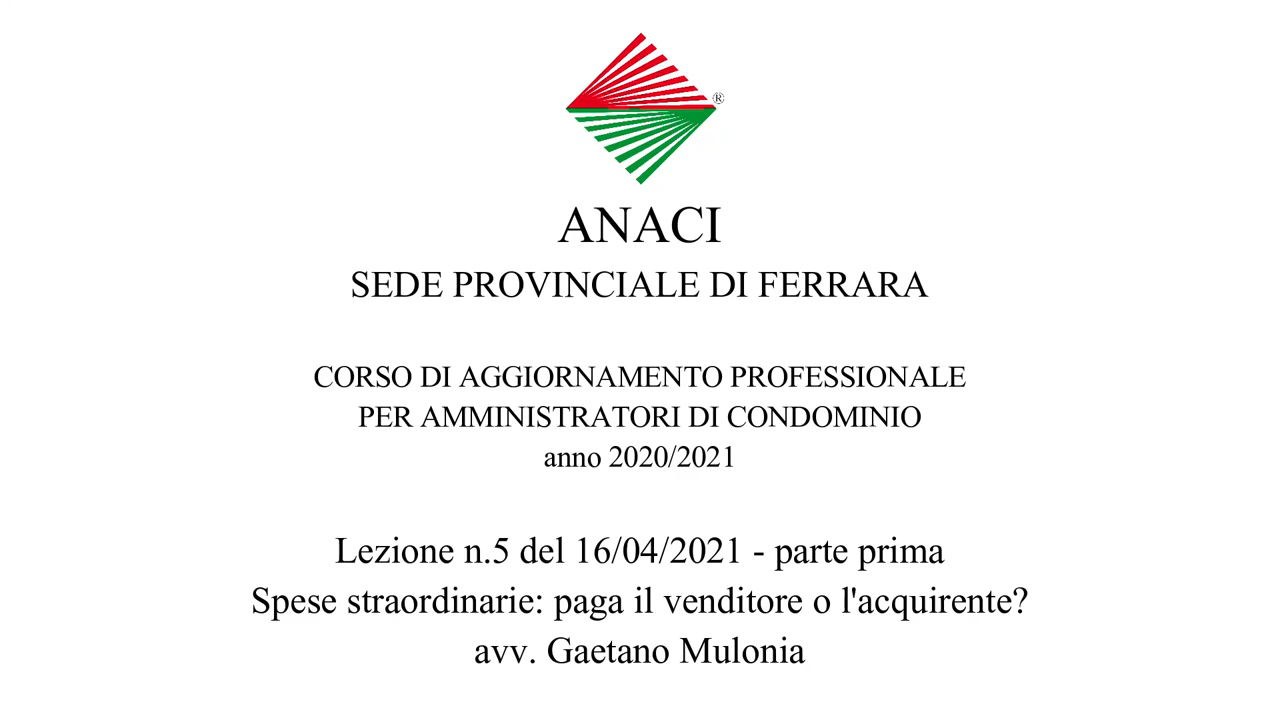 ®
ANACI
SEDE PROVINCIALE DI FERRARA
CORSO DI AGGIORNAMENTO PROFESSIONALE
PER AMMINISTRATORI DI CONDOMINIO
anno 2020/2021
Lezione n.5 del 16/04/2021 - parte prima
Spese straordinarie: paga il venditore o l'acquirente?
avv. Gaetano Mulonia